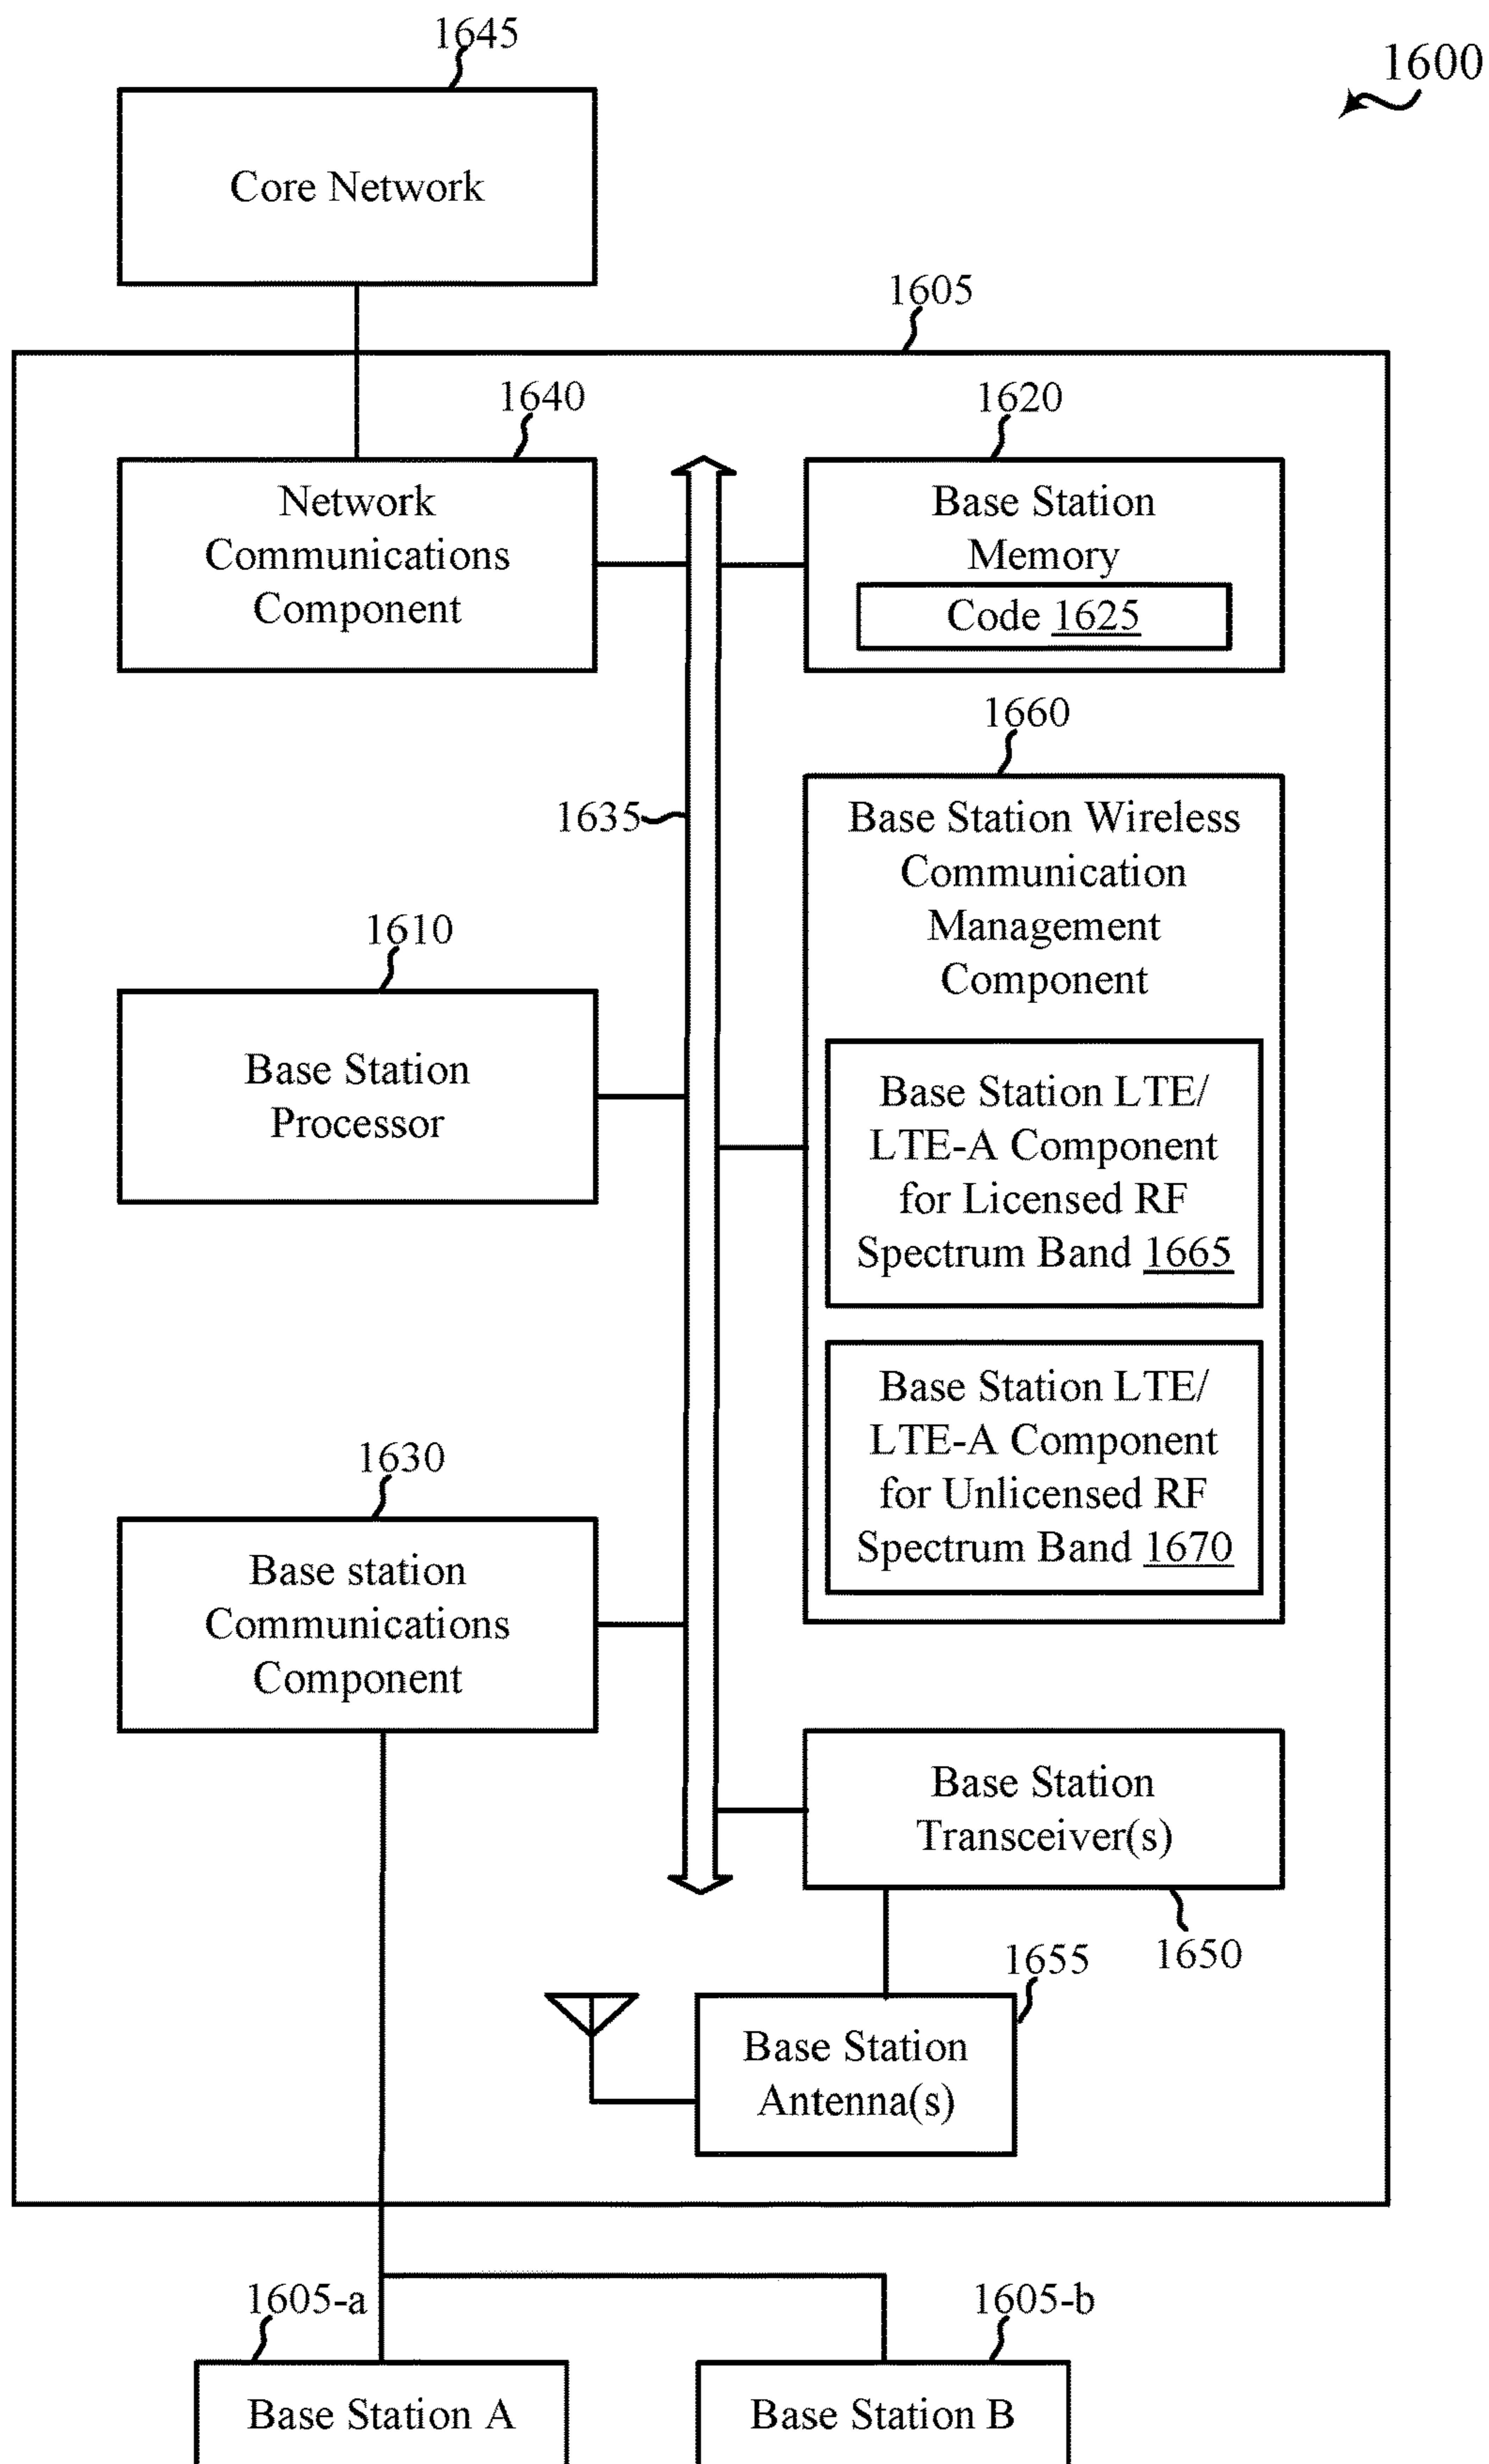 1645
1600
Core Network
1605
1640
Network
Communications
Component
1620
Base Station
Memory
Code 1625
1660
Base Station Wireless
Communication
Management
Component
1635
1610
Base Station
Processor
Base Station LTE/
LTE-A Component
for Licensed RF
Spectrum Band 1665
Base Station LTE/
LTE-A Component
for Unlicensed RF
Spectrum Band 1670
1630
Base station
Communications
Component
Base Station
Transceiver(s)
1650
1655
Base Station
Antenna(s)
1605-a
1605-b
Base Station A
Base Station B